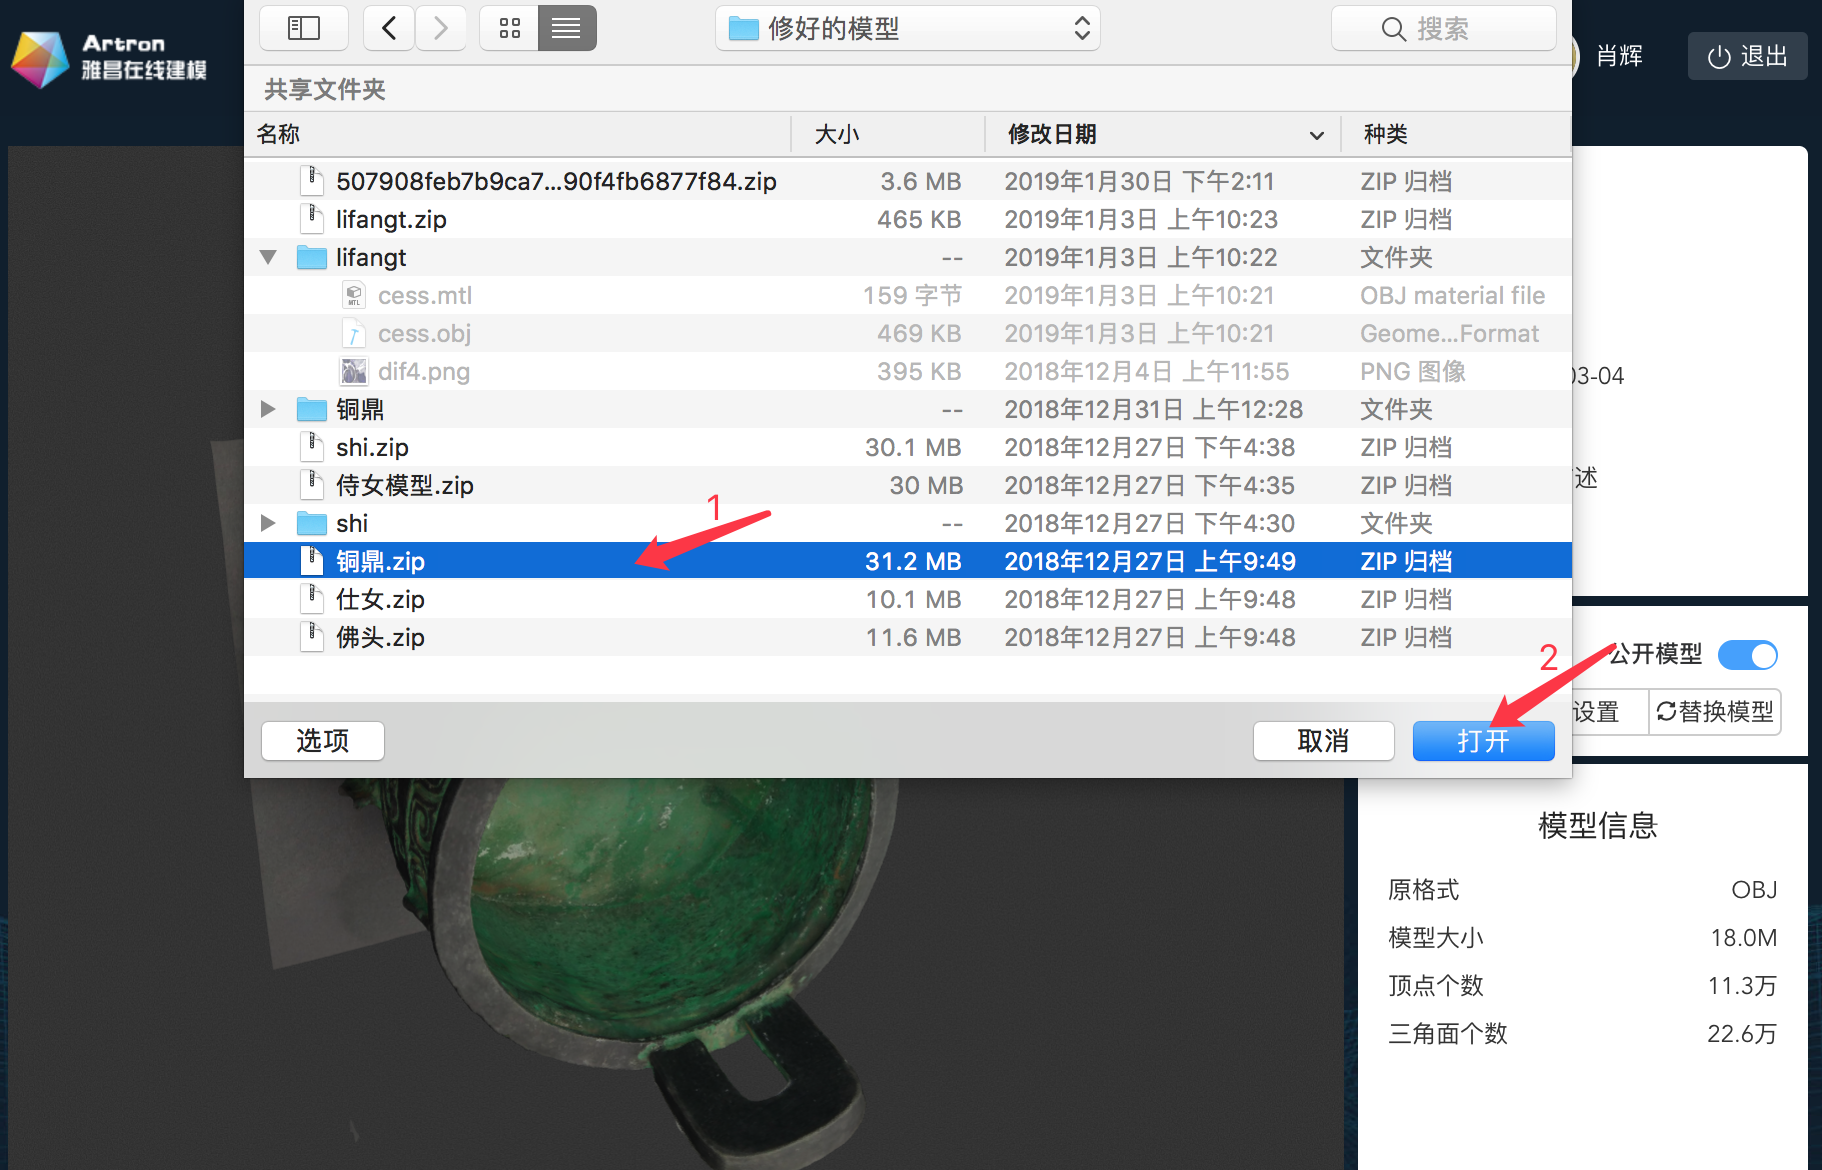 Artron
雅昌在线建模
修好的模型
搜索
肖辉
退出
共享文件夹
名称 大小 修改日期 种类
507908feb7b9ca7...90f4fb6877f84.zip 3.6 MB 2019年1月30日 下午2:11 ZIP 归档
lifangt.zip 465 KB 2019年1月3日 上午10:23 ZIP 归档
lifangt -- 2019年1月3日 上午10:22 文件夹
cess.mtl 159 字节 2019年1月3日 上午10:21 OBJ material file
cess.obj 469 KB 2019年1月3日 上午10:21 Geome...Format
dif4.png 395 KB 2018年12月4日 上午11:55 PNG 图像
03-04
铜鼎 -- 2018年12月31日 上午12:28 文件夹
shi.zip 30.1 MB 2018年12月27日 下午4:38 ZIP 归档
侍女模型.zip 30 MB 2018年12月27日 下午4:35 ZIP 归档
述
shi -- 2018年12月27日 下午4:30 文件夹
1
铜鼎.zip 31.2 MB 2018年12月27日 上午9:49 ZIP 归档
仕女.zip 10.1 MB 2018年12月27日 上午9:48 ZIP 归档
佛头.zip 11.6 MB 2018年12月27日 上午9:48 ZIP 归档
2
公开模型
设置 替换模型
选项 取消 打开
模型信息
原格式 OBJ
模型大小 18.0M
顶点个数 11.3万
三角面个数 22.6万